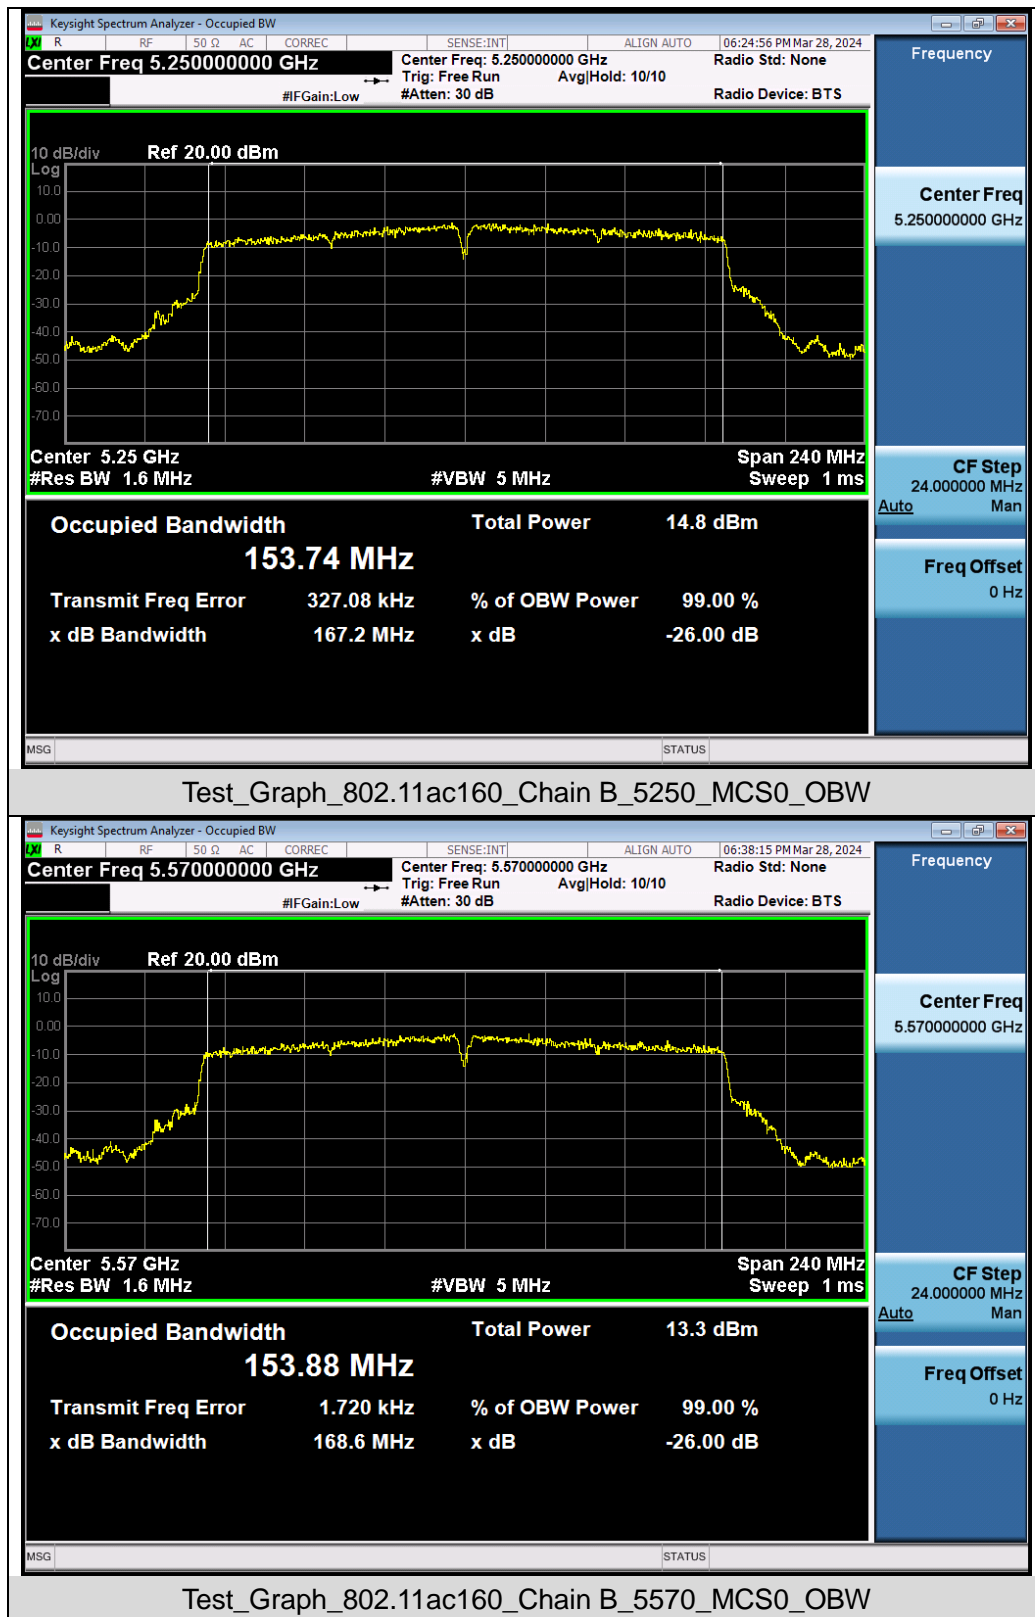 Keysight Spectrum Analyzer - Occupied BW
LXI R RF 50 Ω AC CORREC SENSE:INT ALIGN AUTO 06:24:56 PM Mar 28, 2024
Center Freq 5.250000000 GHz
Center Freq: 5.250000000 GHz Radio Std: None
Trig: Free Run Avg|Hold: 10/10
#IFGain:Low #Atten: 30 dB Radio Device: BTS
Frequency
10 dB/div Ref 20.00 dBm
Log
10.0
0.00
-10.0
-20.0
-30.0
-40.0
-50.0
-60.0
-70.0
Center 5.25 GHz Span 240 MHz
#Res BW 1.6 MHz #VBW 5 MHz Sweep 1 ms
Center Freq
5.250000000 GHz
CF Step
24.000000 MHz
Auto Man
Freq Offset
0 Hz
Occupied Bandwidth Total Power 14.8 dBm
153.74 MHz
Transmit Freq Error 327.08 kHz % of OBW Power 99.00 %
x dB Bandwidth 167.2 MHz x dB -26.00 dB
MSG STATUS
Test_Graph_802.11ac160_Chain B_5250_MCS0_OBW
Keysight Spectrum Analyzer - Occupied BW
LXI R RF 50 Ω AC CORREC SENSE:INT ALIGN AUTO 06:38:15 PM Mar 28, 2024
Center Freq 5.570000000 GHz
Center Freq: 5.570000000 GHz Radio Std: None
Trig: Free Run Avg|Hold: 10/10
#IFGain:Low #Atten: 30 dB Radio Device: BTS
Frequency
10 dB/div Ref 20.00 dBm
Log
10.0
0.00
-10.0
-20.0
-30.0
-40.0
-50.0
-60.0
-70.0
Center 5.57 GHz Span 240 MHz
#Res BW 1.6 MHz #VBW 5 MHz Sweep 1 ms
Center Freq
5.570000000 GHz
CF Step
24.000000 MHz
Auto Man
Freq Offset
0 Hz
Occupied Bandwidth Total Power 13.3 dBm
153.88 MHz
Transmit Freq Error 1.720 kHz % of OBW Power 99.00 %
x dB Bandwidth 168.6 MHz x dB -26.00 dB
MSG STATUS
Test_Graph_802.11ac160_Chain B_5570_MCS0_OBW